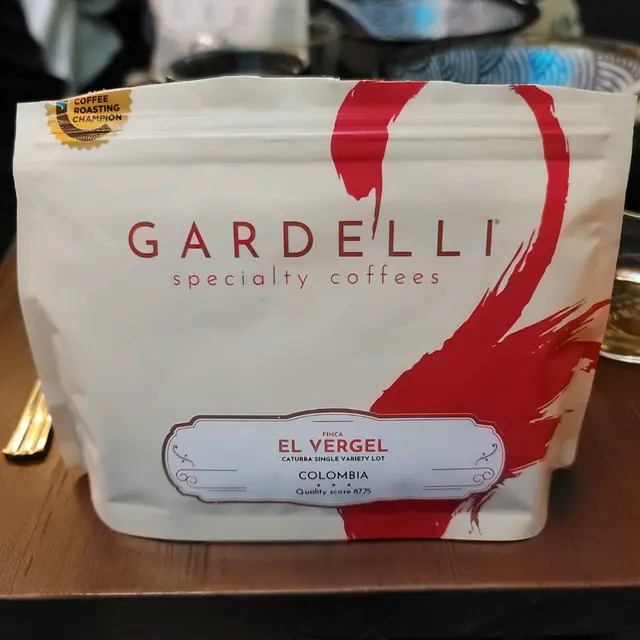 COFFEE
ROASTING
CHAMPION
GARDELLI
specialty coffees
FINCA
EL VERGEL
CATURRA SINGLE VARIETY LOT
COLOMBIA
Quality score 87.75